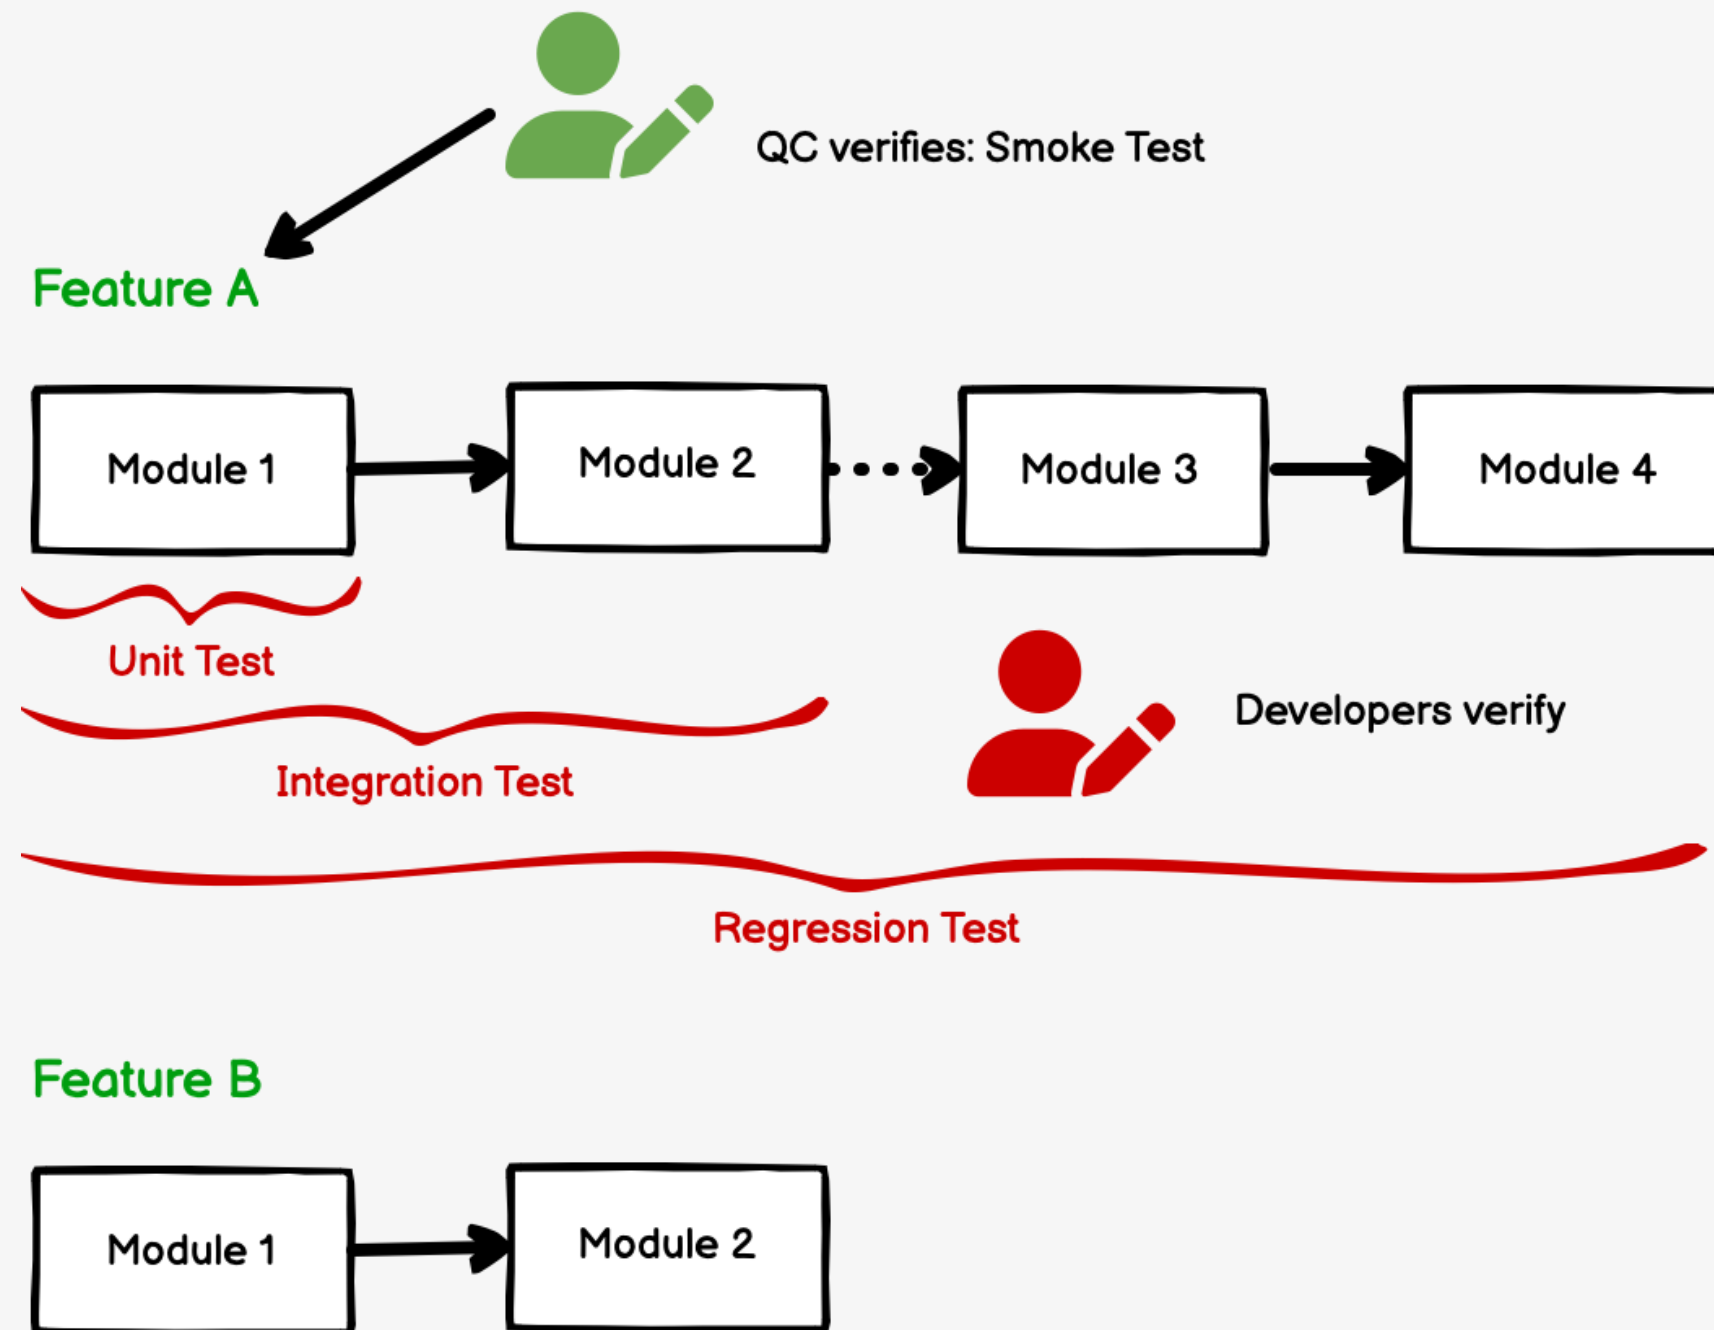 QC verifies: Smoke Test
Feature A
Module 1
Module 2
Module 3
Module 4
Unit Test
Developers verify
Integration Test
Regression Test
Feature B
Module 1
Module 2